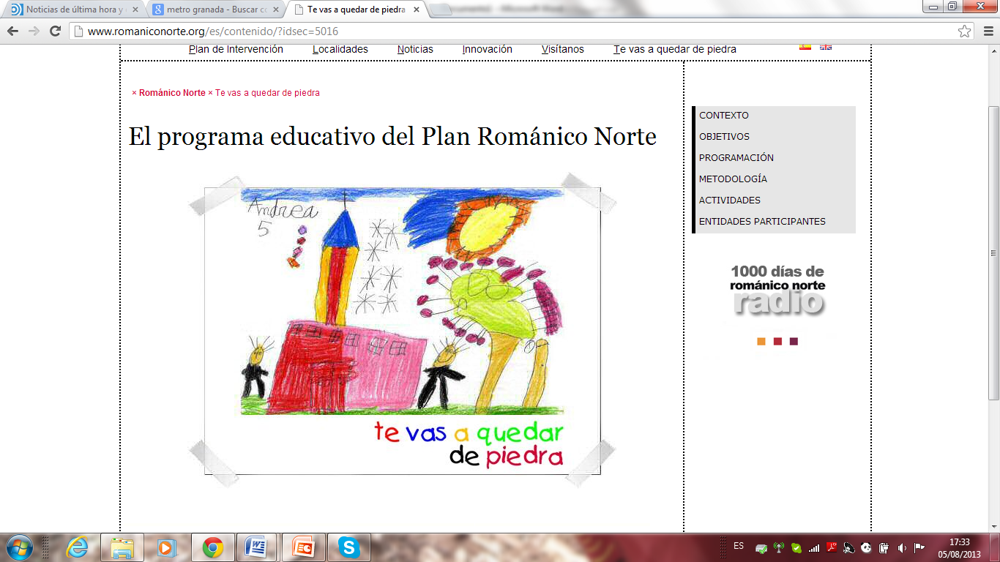 Noticias de última hora y
metro granada - Buscar co
Te vas a quedar de piedra
www.romaniconorte.org/es/contenido/?idsec=5016
Plan de Intervención Localidades Noticias Innovación Visítanos Te vas a quedar de piedra
× Románico Norte × Te vas a quedar de piedra
El programa educativo del Plan Románico Norte
Andrea
5
te vas a quedar
de piedra
CONTEXTO
OBJETIVOS
PROGRAMACIÓN
METODOLOGÍA
ACTIVIDADES
ENTIDADES PARTICIPANTES
1000 días de
románico norte
radio
ES
17:33
05/08/2013